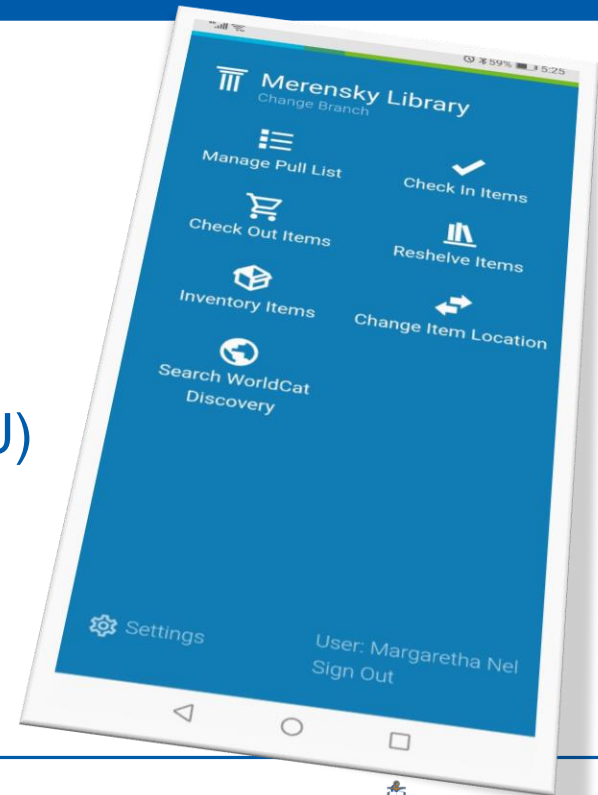 59% 5:25
Merensky Library
Change Branch
Manage Pull List
Check In Items
Check Out Items
Reshelve Items
Inventory Items
Change Item Location
Search WorldCat
Discovery
J)
Settings
User: Margaretha Nel
Sign Out